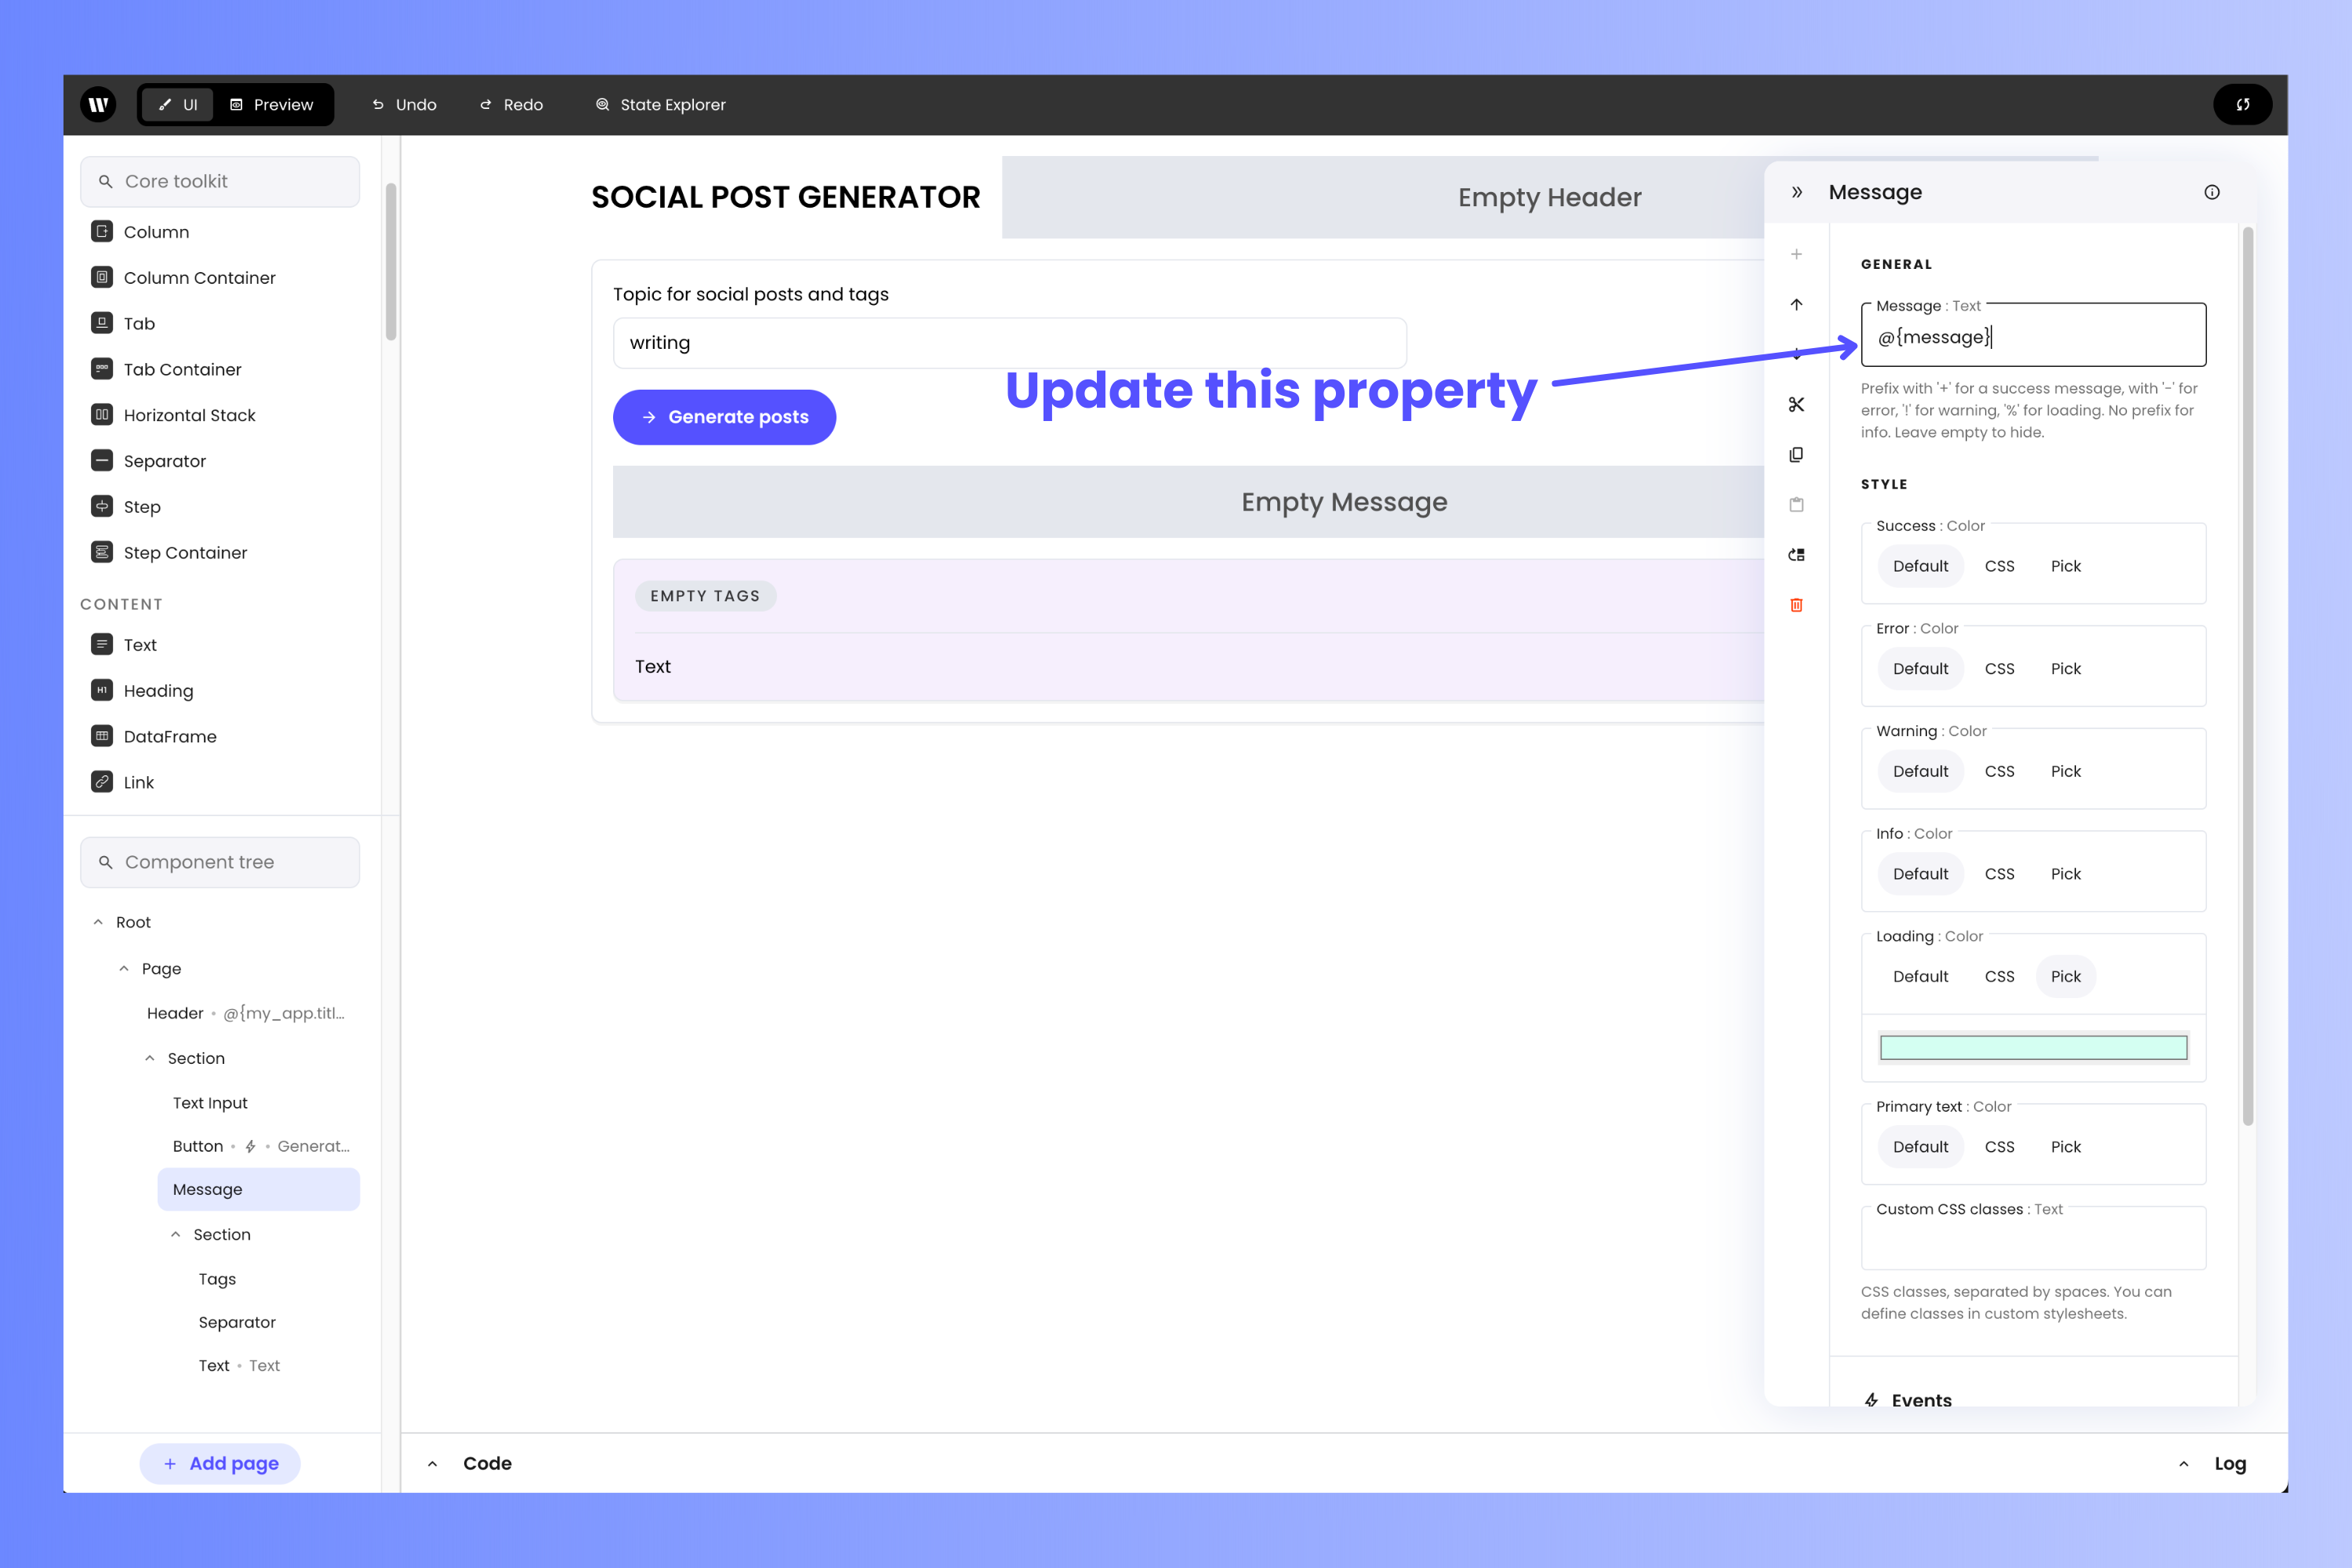 UI
Preview
Undo
Redo
State Explorer
Core toolkit
Column
Column Container
Tab
Tab Container
Horizontal Stack
Separator
Step
Step Container
CONTENT
Text
H1
Heading
DataFrame
Link
Component tree
Root
Page
Header • @{my_app.titl...
Section
Text Input
Button • • Generat...
Message
Section
Tags
Separator
Text • Text
+ Add page
SOCIAL POST GENERATOR
Empty Header
Topic for social posts and tags
writing
Generate posts
Update this property
Empty Message
EMPTY TAGS
Text
Code
Log
Message
GENERAL
Message : Text
@{message}
Prefix with '+' for a success message, with '-' for
error, '!' for warning, '%' for loading. No prefix for
info. Leave empty to hide.
STYLE
Success : Color
Default CSS Pick
Error : Color
Default CSS Pick
Warning : Color
Default CSS Pick
Info : Color
Default CSS Pick
Loading : Color
Default CSS Pick
Primary text : Color
Default CSS Pick
Custom CSS classes : Text
CSS classes, separated by spaces. You can
define classes in custom stylesheets.
Events